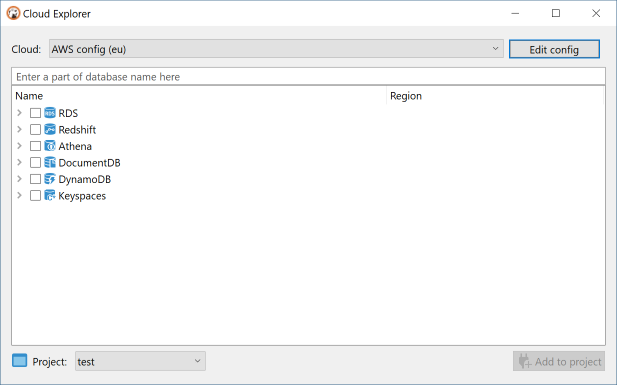 Cloud Explorer
Cloud: AWS config (eu) Edit config
Enter a part of database name here
Name Region
RDS RDS
Redshift
Athena
DocumentDB
DynamoDB
Keyspaces
Project: test Add to project